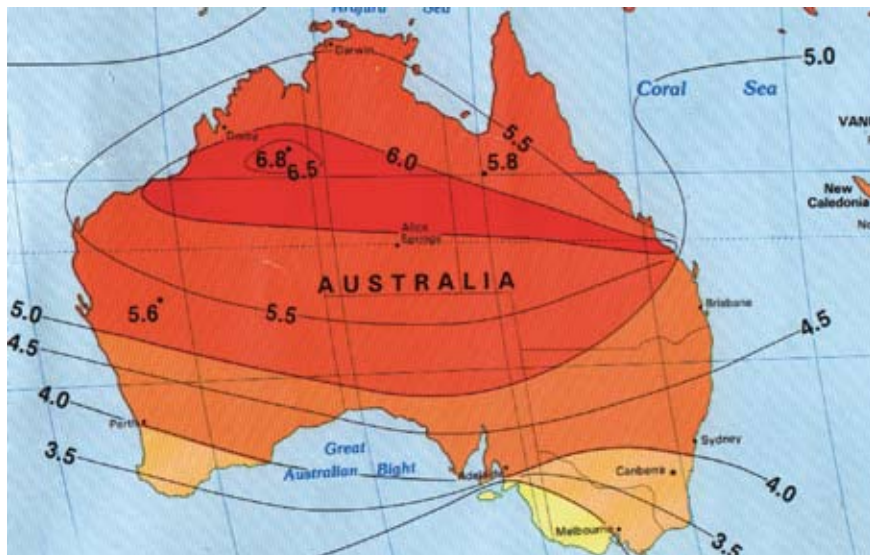 Arafura Sea
Darwin
5.0
Coral Sea
VANU
5.5
Derby
6.0
6.8
6.5
5.8
New
Caledonia
Alice
Springs
AUSTRALIA
5.6
5.5
Brisbane
5.0
4.5
4.5
4.0
Perth
Great
Australian Bight
3.5
Sydney
Adelaide
Canberra
4.0
Melbourne
3.5